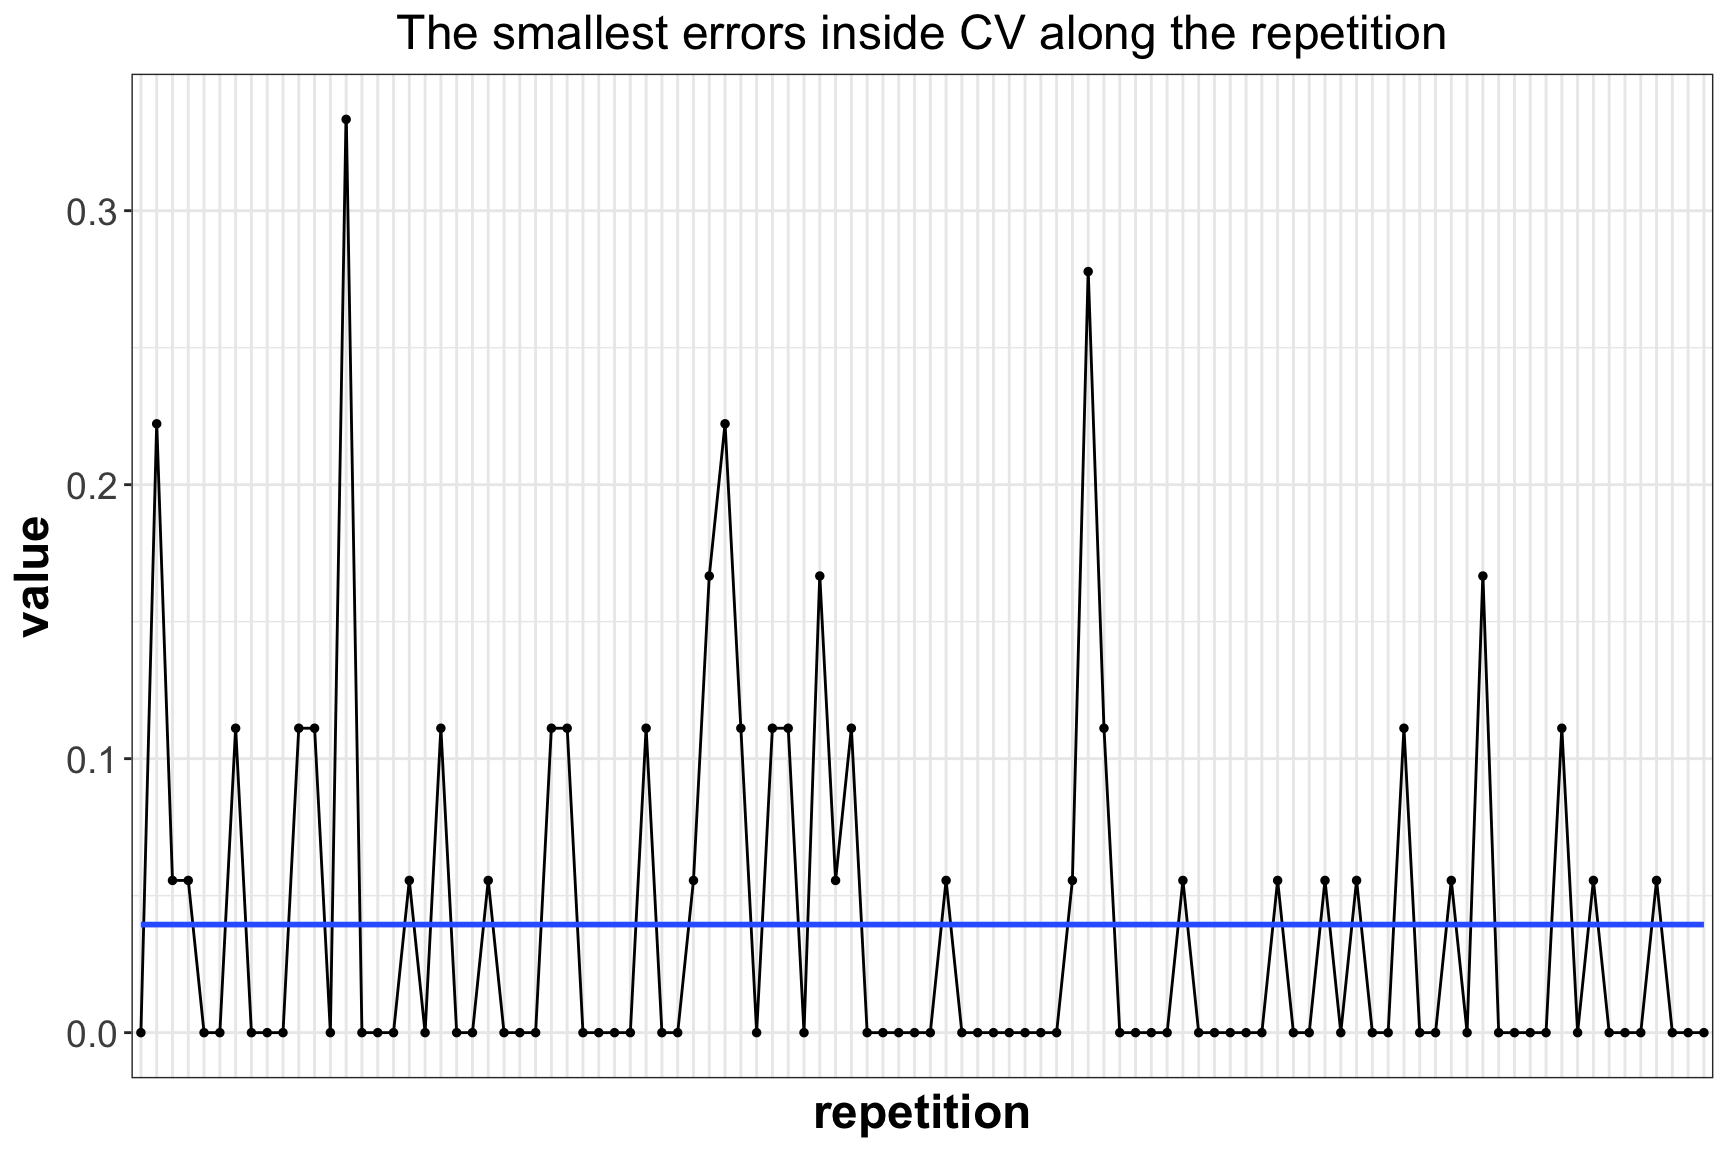 The smallest errors inside CV along the repetition
value
0.3
0.2
0.1
0.0
repetition